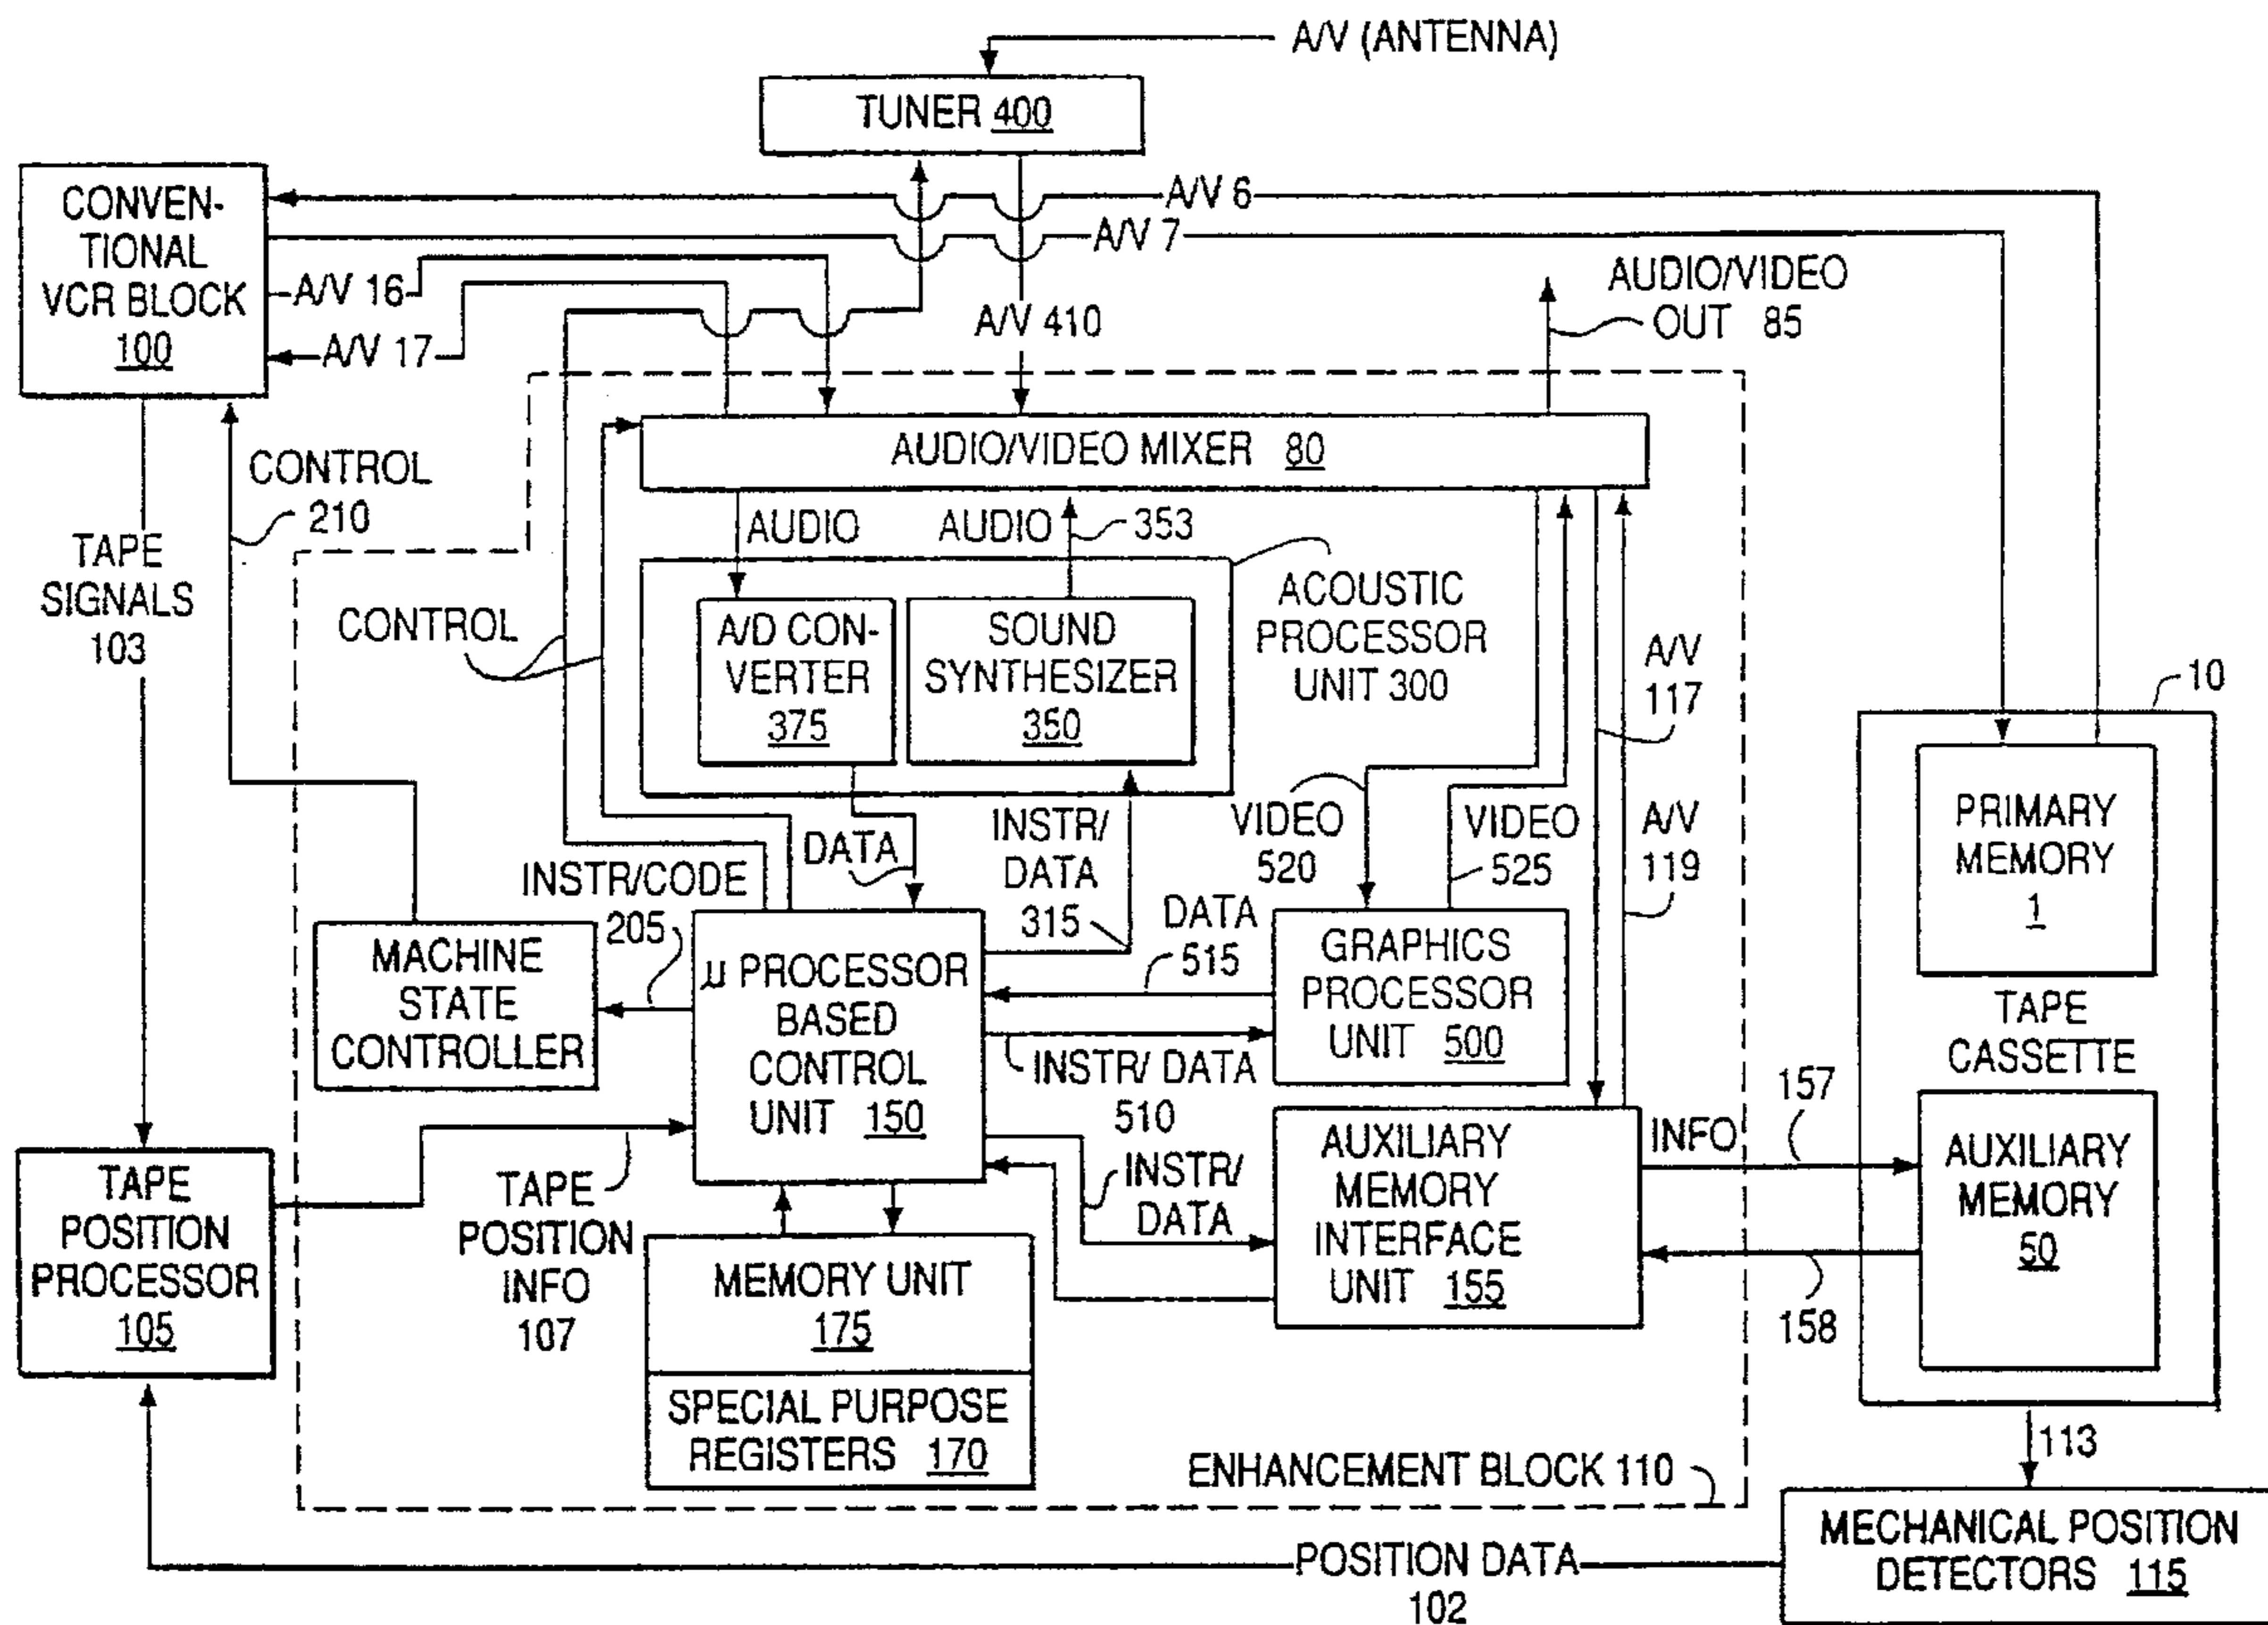 A/V (ANTENNA)
TUNER 400
CONVEN-
TIONAL
VCR BLOCK
100
A/V 6
A/V 7
A/V 16
A/V 17
A/V 410
AUDIO/VIDEO
OUT 85
CONTROL
210
AUDIO/VIDEO MIXER 80
TAPE
SIGNALS
103
AUDIO
AUDIO
353
CONTROL
A/D CON-
VERTER
375
SOUND
SYNTHESIZER
350
ACOUSTIC
PROCESSOR
UNIT 300
A/V
117
10
PRIMARY
MEMORY
1
TAPE
CASSETTE
AUXILIARY
MEMORY
50
INSTR/CODE
205
DATA
INSTR/
DATA
315
VIDEO
520
VIDEO
525
A/V
119
MACHINE
STATE
CONTROLLER
µ PROCESSOR
BASED
CONTROL
UNIT 150
DATA
515
INSTR/ DATA
510
GRAPHICS
PROCESSOR
UNIT 500
TAPE
POSITION
PROCESSOR
105
TAPE
POSITION
INFO
107
INSTR/
DATA
AUXILIARY
MEMORY
INTERFACE
UNIT 155
INFO
157
158
MEMORY UNIT
175
SPECIAL PURPOSE
REGISTERS 170
ENHANCEMENT BLOCK 110
113
MECHANICAL POSITION
DETECTORS 115
POSITION DATA
102